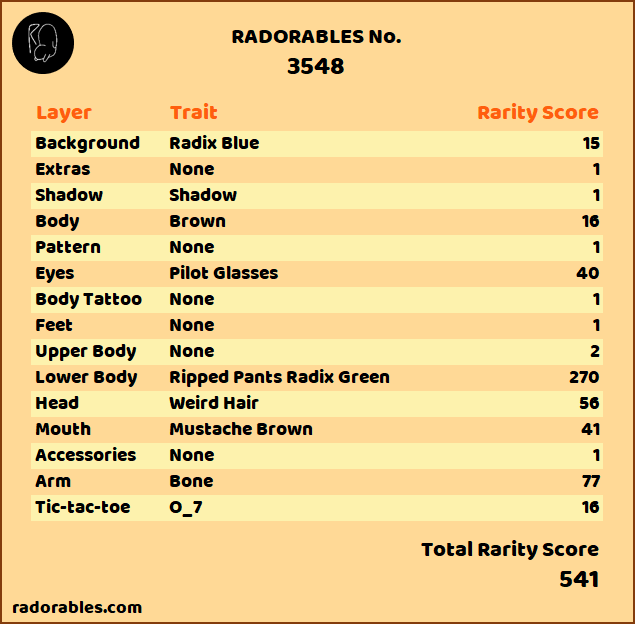 RADORABLES No.
3548
Layer Trait Rarity Score
Background Radix Blue 15
Extras None 1
Shadow Shadow 1
Body Brown 16
Pattern None 1
Eyes Pilot Glasses 40
Body Tattoo None 1
Feet None 1
Upper Body None 2
Lower Body Ripped Pants Radix Green 270
Head Weird Hair 56
Mouth Mustache Brown 41
Accessories None 1
Arm Bone 77
Tic-tac-toe O_7 16
Total Rarity Score
541
radorables.com